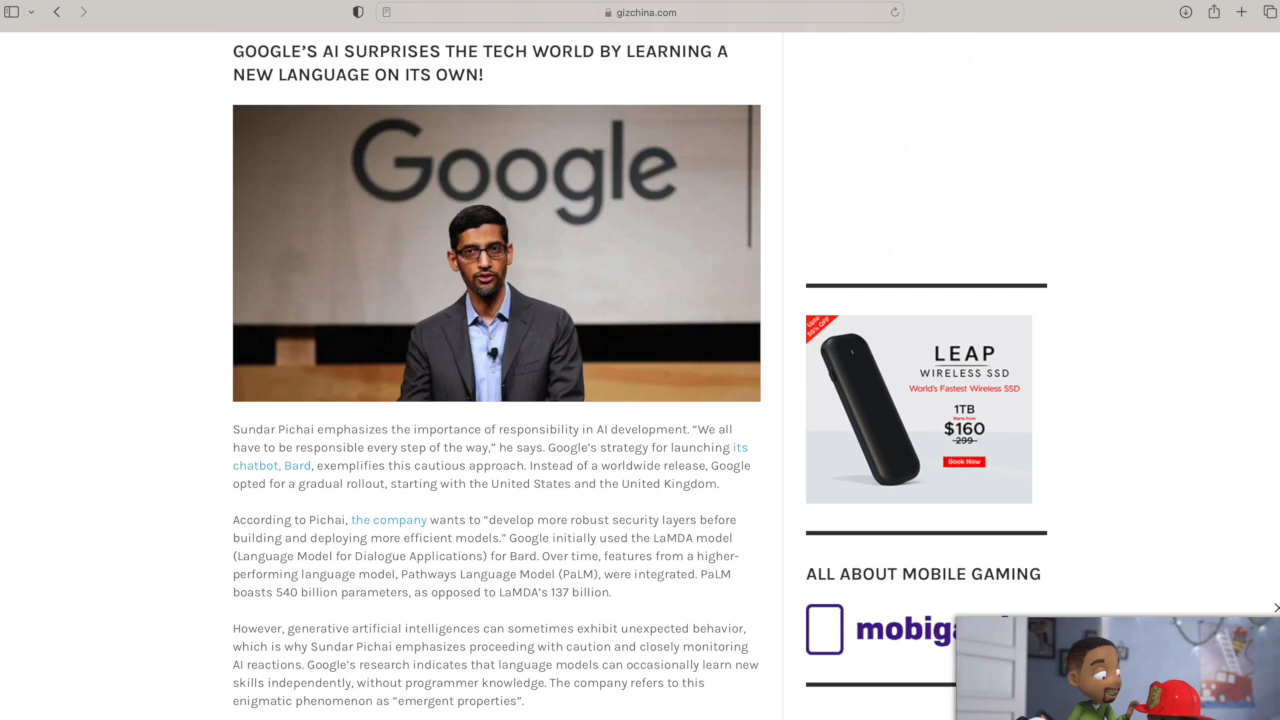 gizchina.com
GOOGLE'S AI SURPRISES THE TECH WORLD BY LEARNING A
NEW LANGUAGE ON ITS OWN!
Google
Sundar Pichai emphasizes the importance of responsibility in AI development. “We all
have to be responsible every step of the way,” he says. Google’s strategy for launching its
chatbot, Bard, exemplifies this cautious approach. Instead of a worldwide release, Google
opted for a gradual rollout, starting with the United States and the United Kingdom.
According to Pichai, the company wants to “develop more robust security layers before
building and deploying more efficient models.” Google initially used the LaMDA model
(Language Model for Dialogue Applications) for Bard. Over time, features from a higher-
performing language model, Pathways Language Model (PaLM), were integrated. PaLM
boasts 540 billion parameters, as opposed to LaMDA’s 137 billion.
However, generative artificial intelligences can sometimes exhibit unexpected behavior,
which is why Sundar Pichai emphasizes proceeding with caution and closely monitoring
AI reactions. Google’s research indicates that language models can occasionally learn new
skills independently, without programmer knowledge. The company refers to this
enigmatic phenomenon as “emergent properties”.
Upto
50% OFF
LEAP
WIRELESS SSD
World's Fastest Wireless SSD
1TB
Starts from
$160
299
Book Now
ALL ABOUT MOBILE GAMING
mobiga